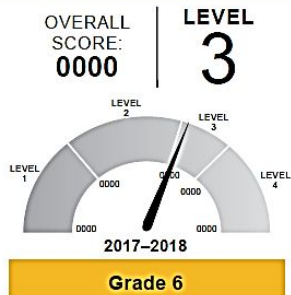 OVERALL
SCORE:
0000
LEVEL
3
LEVEL
1
LEVEL
2
LEVEL
3
LEVEL
4
0000
0000
0000
0000
0000
2017–2018
Grade 6